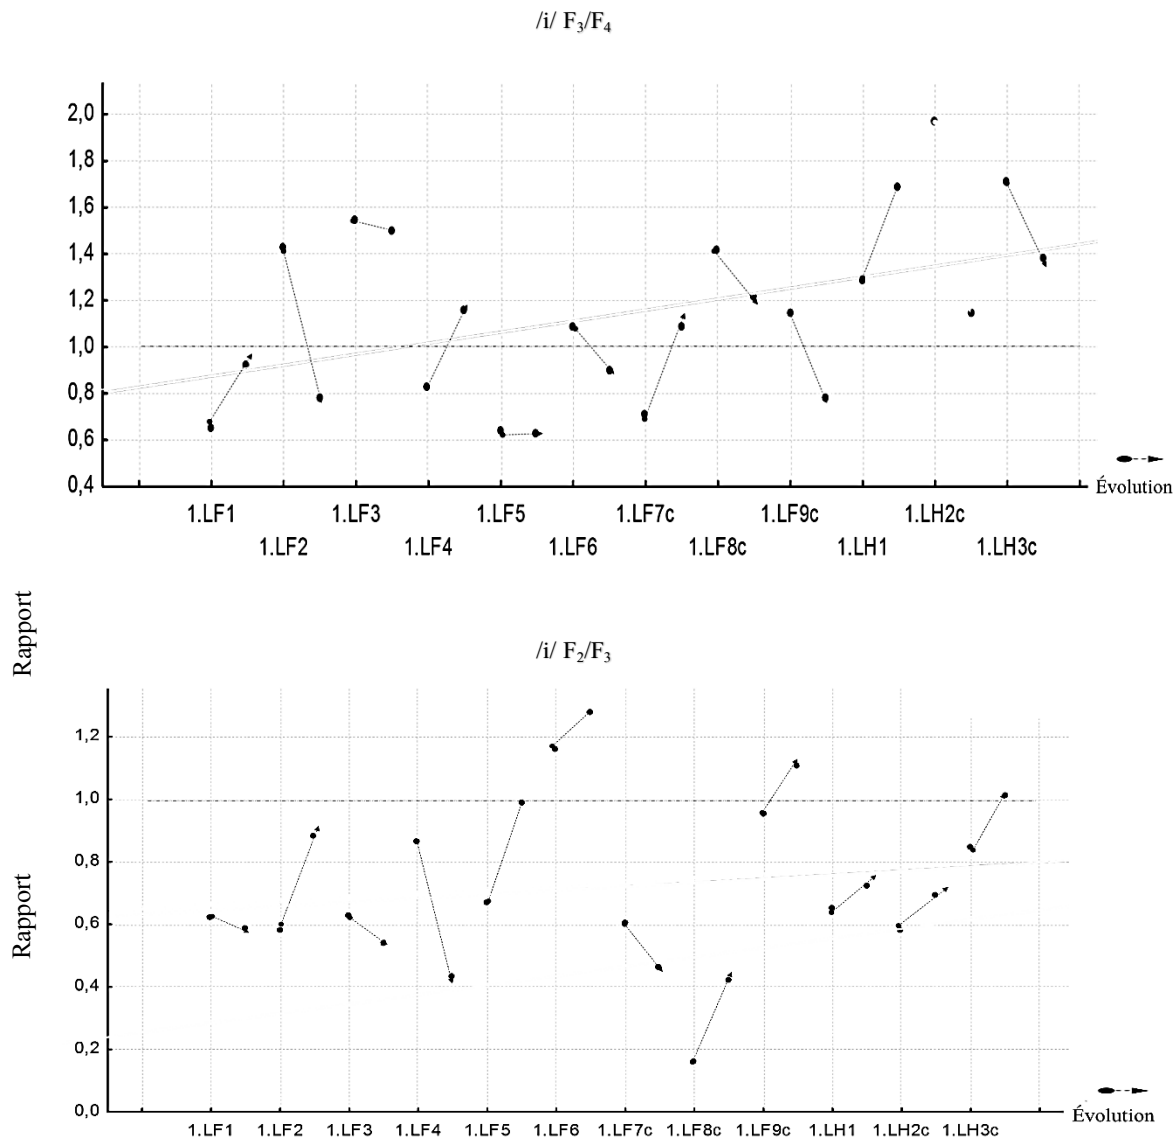 /i/ F₃/F₄
2,0
1,8
1,6
1,4
1,2
1,0
0,8
0,6
0,4
Évolution
1.LF1 1.LF3 1.LF5 1.LF7c 1.LF9c 1.LH2c
1.LF2 1.LF4 1.LF6 1.LF8c 1.LH1 1.LH3c
Rapport
/i/ F₂/F₃
1,2
1,0
0,8
0,6
0,4
0,2
0,0
Rapport
Évolution
1.LF1 1.LF2 1.LF3 1.LF4 1.LF5 1.LF6 1.LF7c 1.LF8c 1.LF9c 1.LH1 1.LH2c 1.LH3c